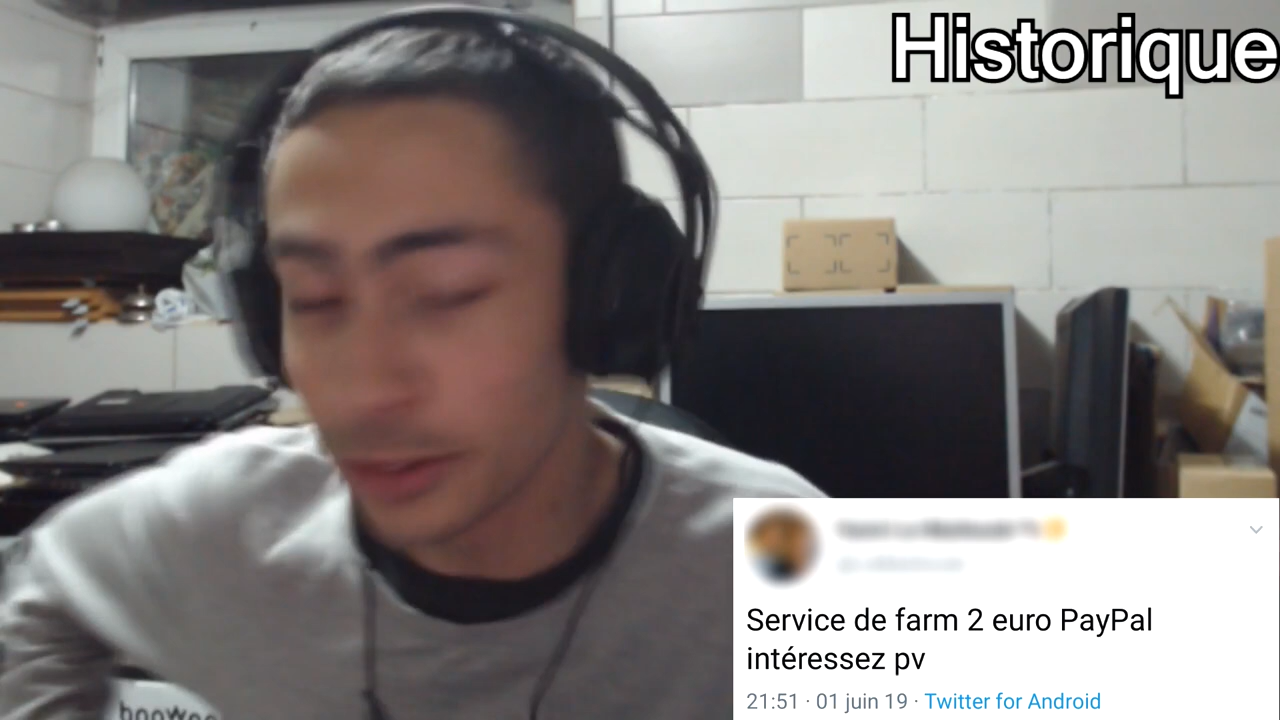 Historique
Service de farm 2 euro PayPal
intéressez pv
21:51 · 01 juin 19 · Twitter for Android